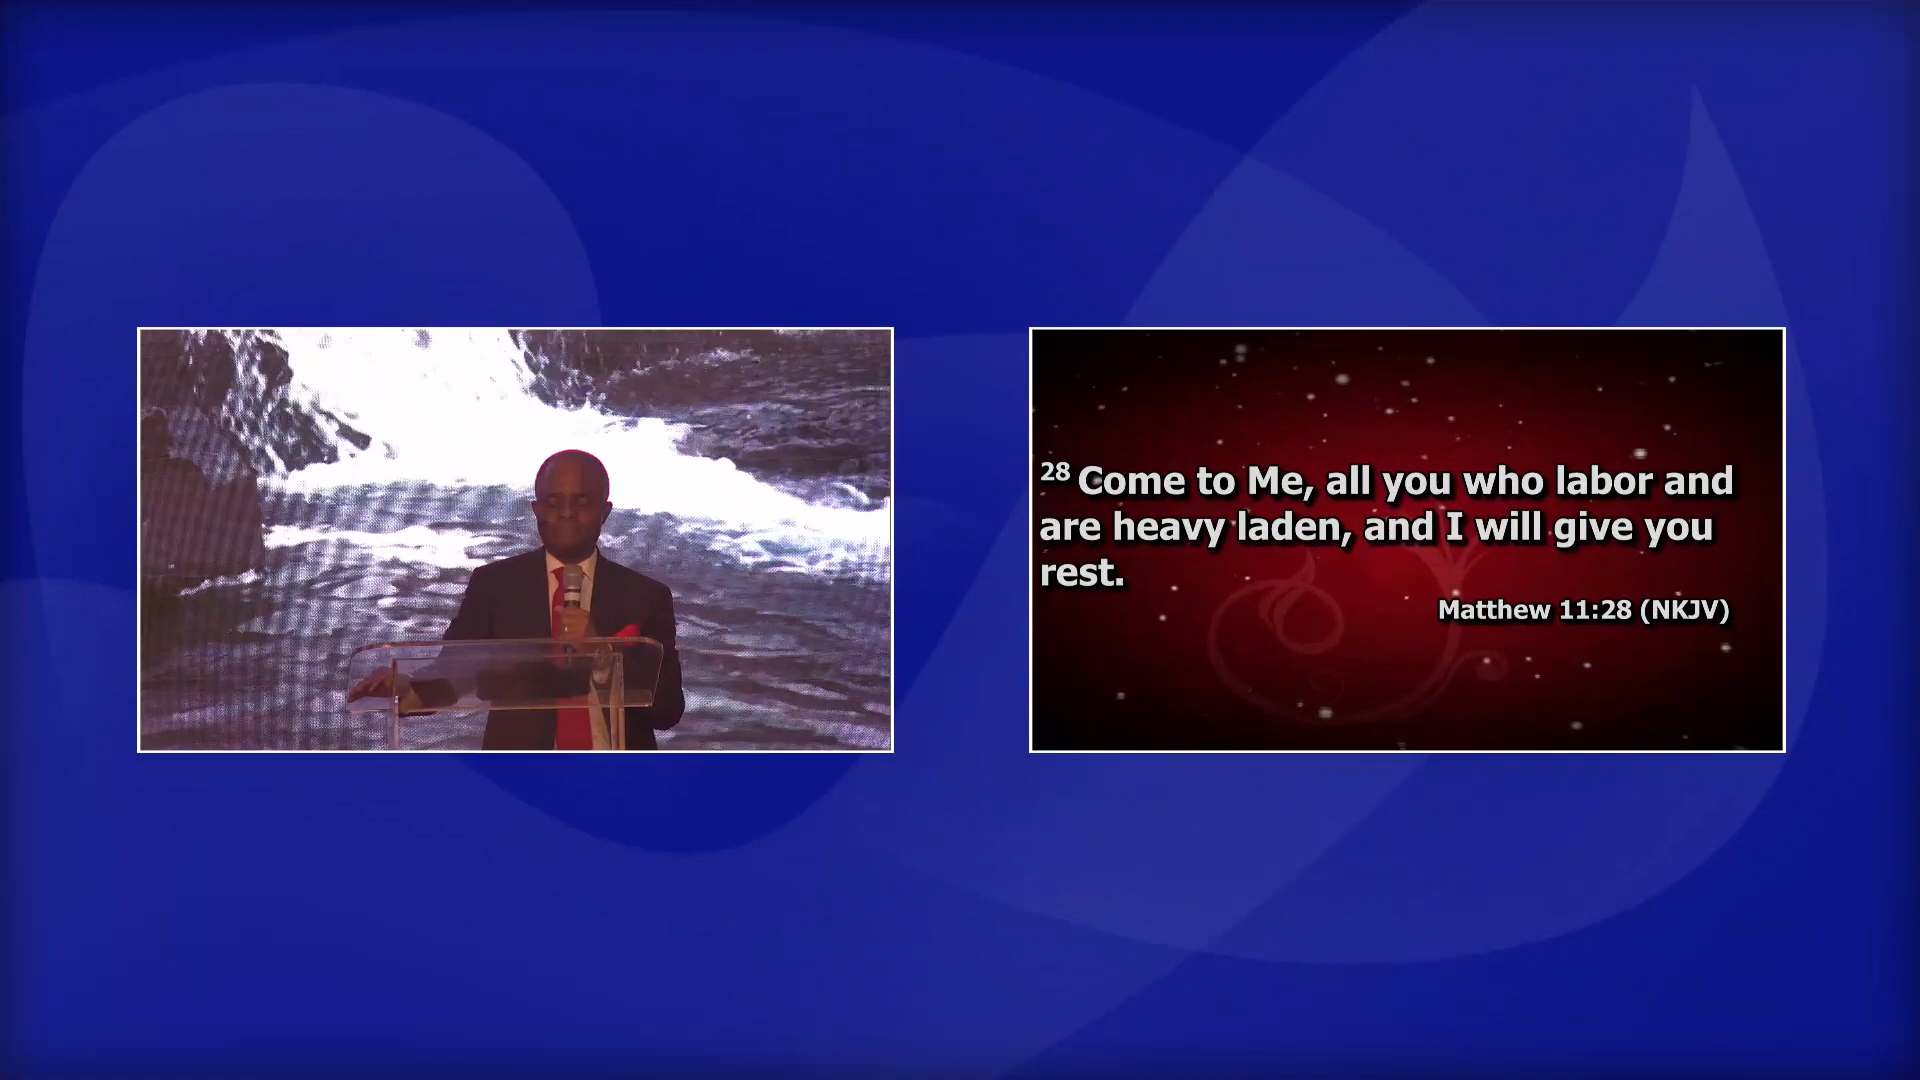 28 Come to Me, all you who labor and
are heavy laden, and I will give you
rest.
Matthew 11:28 (NKJV)